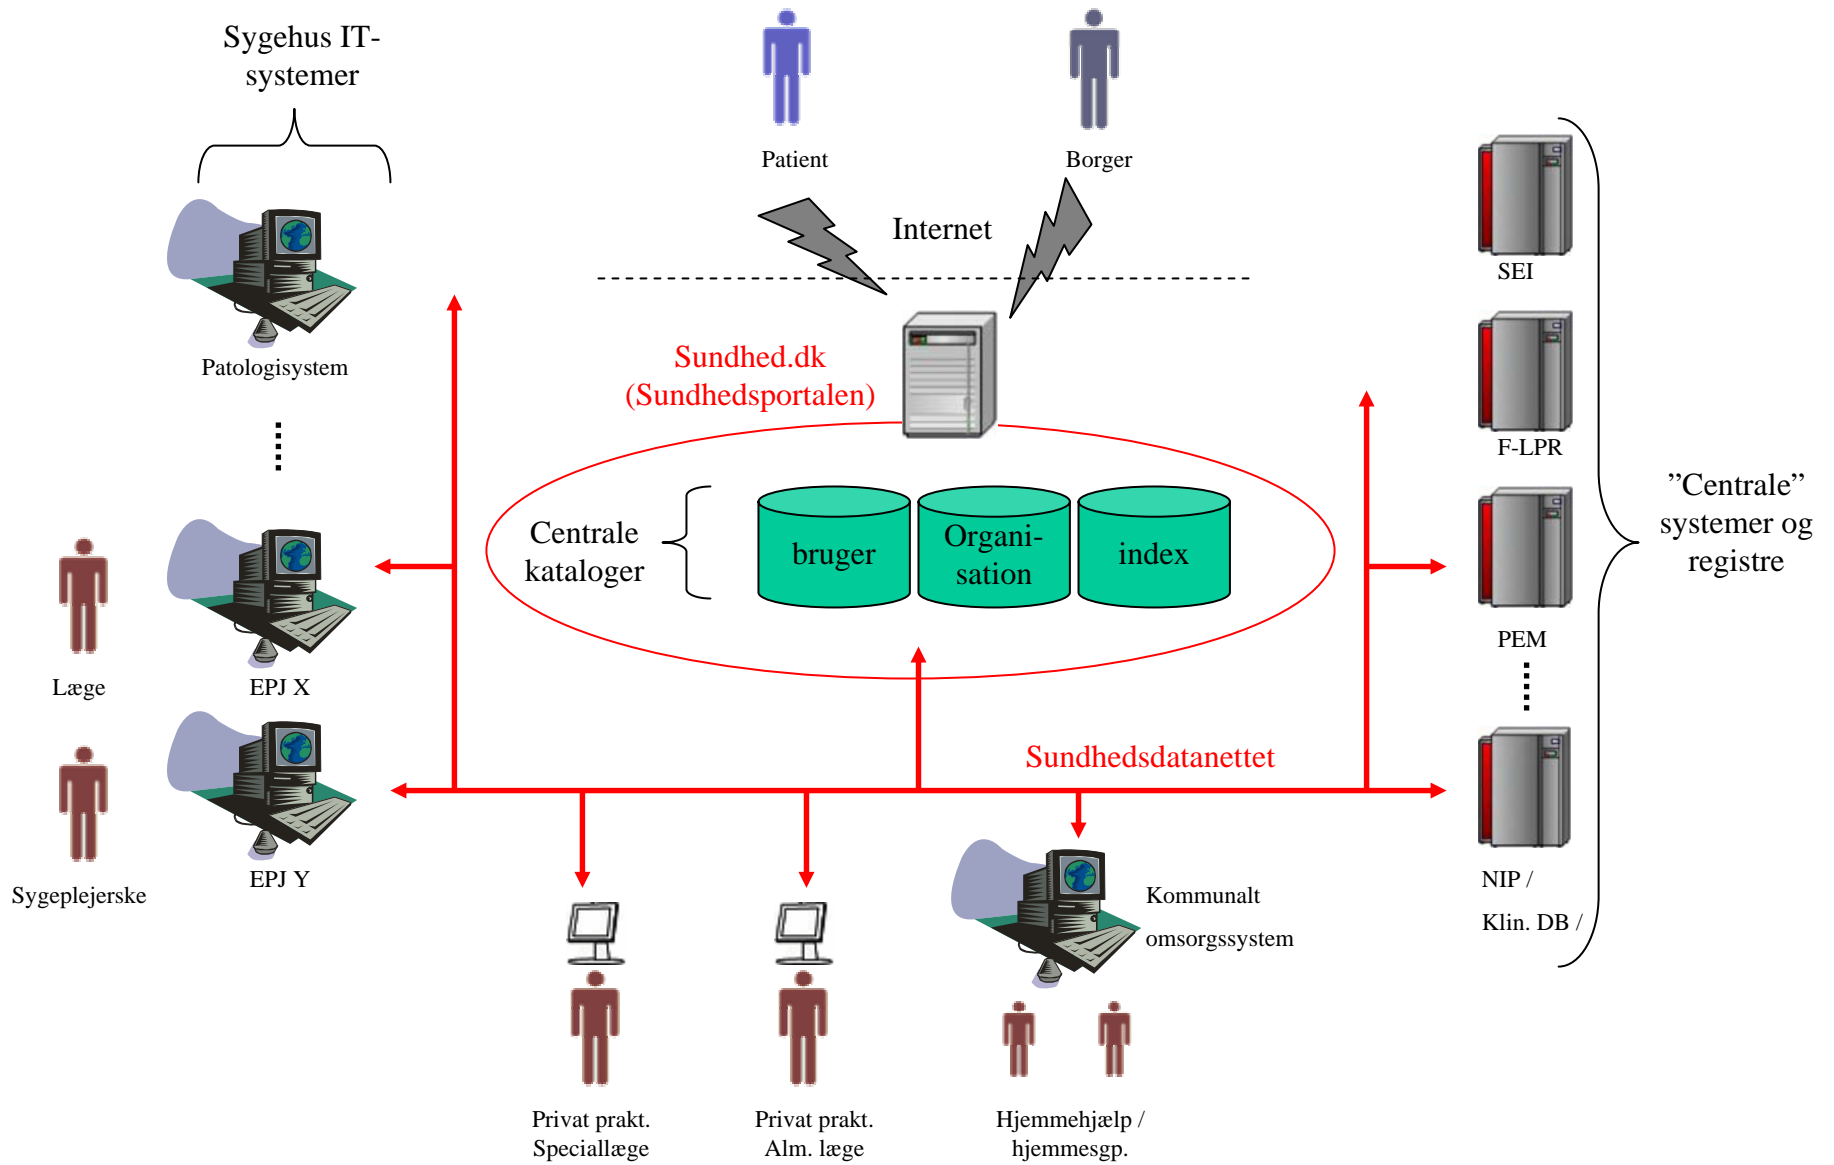 Sygehus IT-
systemer
Patient
Borger
Internet
Patologisystem
Sundhed.dk
(Sundhedsportalen)
SEI
F-LPR
Centrale
kataloger
bruger
Organi-
sation
index
”Centrale”
systemer og
registre
PEM
Læge
EPJ X
Sundhedsdatanettet
Sygeplejerske
EPJ Y
NIP /
Klin. DB /
Kommunalt
omsorgssystem
Privat prakt.
Speciallæge
Privat prakt.
Alm. læge
Hjemmehjælp /
hjemmesgp.